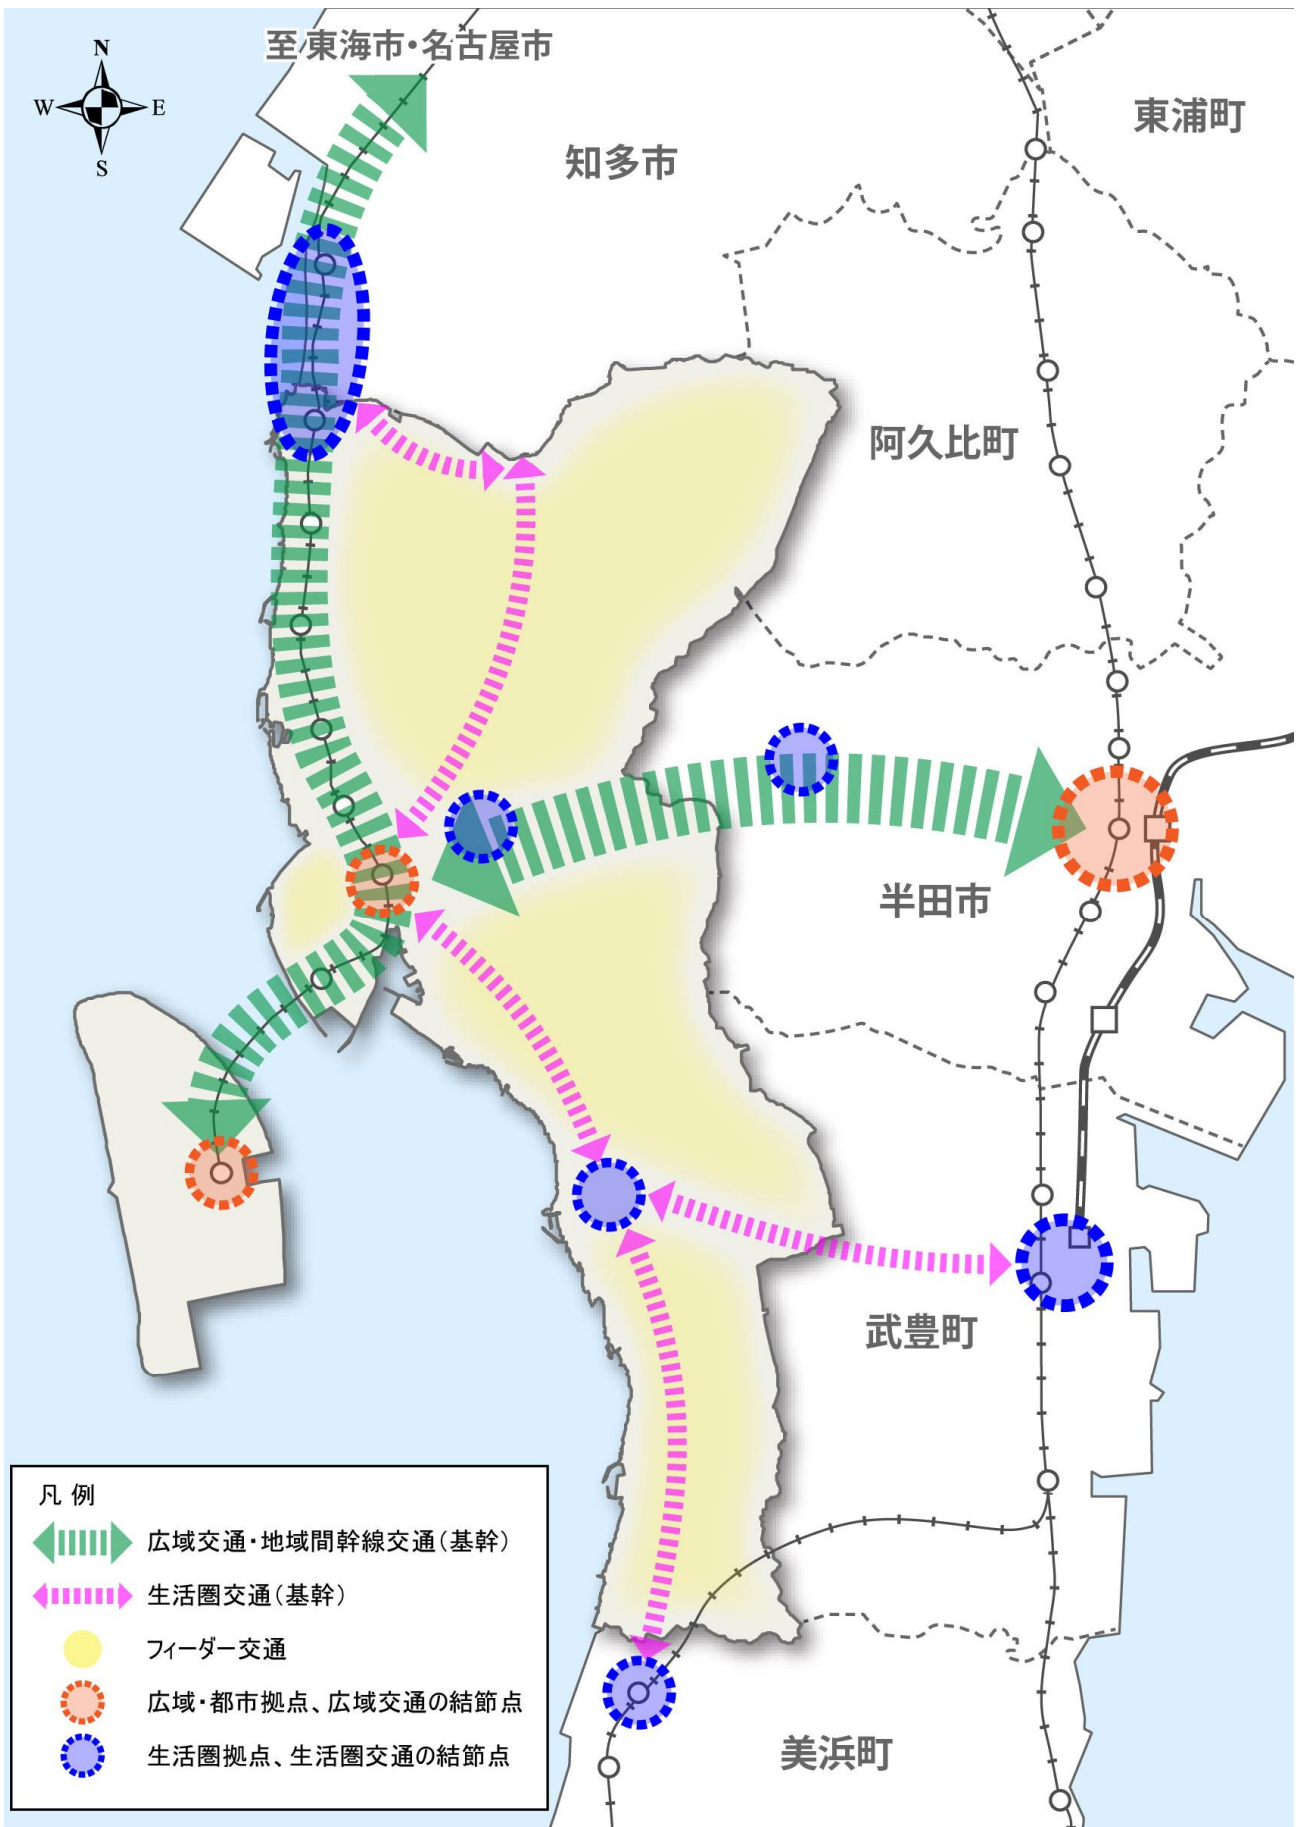 至 東海市・名古屋市
N
W
E
S
東浦町
知多市
阿久比町
半田市
武豊町
美浜町
凡 例
広域交通・地域間幹線交通(基幹)
生活圏交通(基幹)
フィーダー交通
広域・都市拠点、広域交通の結節点
生活圏拠点、生活圏交通の結節点